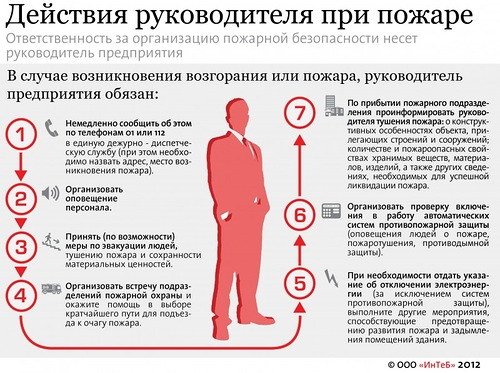 Действия руководителя при пожаре
Ответственность за организацию пожарной безопасности несет
руководитель предприятия
В случае возникновения возгорания или пожара, руководитель
предприятия обязан:
1
Немедленно сообщить об этом
по телефонам 01 или 112
в единую дежурно - диспетчер-
скую службу (при этом необхо-
димо назвать адрес, место воз-
никновения пожара).
2
Организовать
оповещение
персонала.
3
Принять (по возможности)
меры по эвакуации людей,
тушению пожара и сохранности
материальных ценностей.
4
Организовать встречу подраз-
делений пожарной охраны и
окажите помощь в выборе
кратчайшего пути для подъез-
да к очагу пожара.
7
По прибытии пожарного подразде-
ления проинформировать руково-
дителя тушения пожара: о конструк-
тивных особенностях объекта, при-
легающих строений и сооружений;
количестве и пожароопасных свой-
ствах хранимых веществ, материа-
лов, изделий, а также других сведе-
ниях, необходимых для успешной
ликвидации пожара.
6
Организовать проверку включе-
ния в работу автоматических
систем противопожарной защиты
(оповещения людей о пожаре,
пожаротушения, противодымной
защиты).
5
При необходимости отдать указа-
ние об отключении электроэнер-
гии (за исключением систем
противопожарной защиты),
выполните другие мероприятия,
способствующие предотвраще-
нию развития пожара и задым-
ления помещений здания.
© ООО «ИнТеБ» 2012